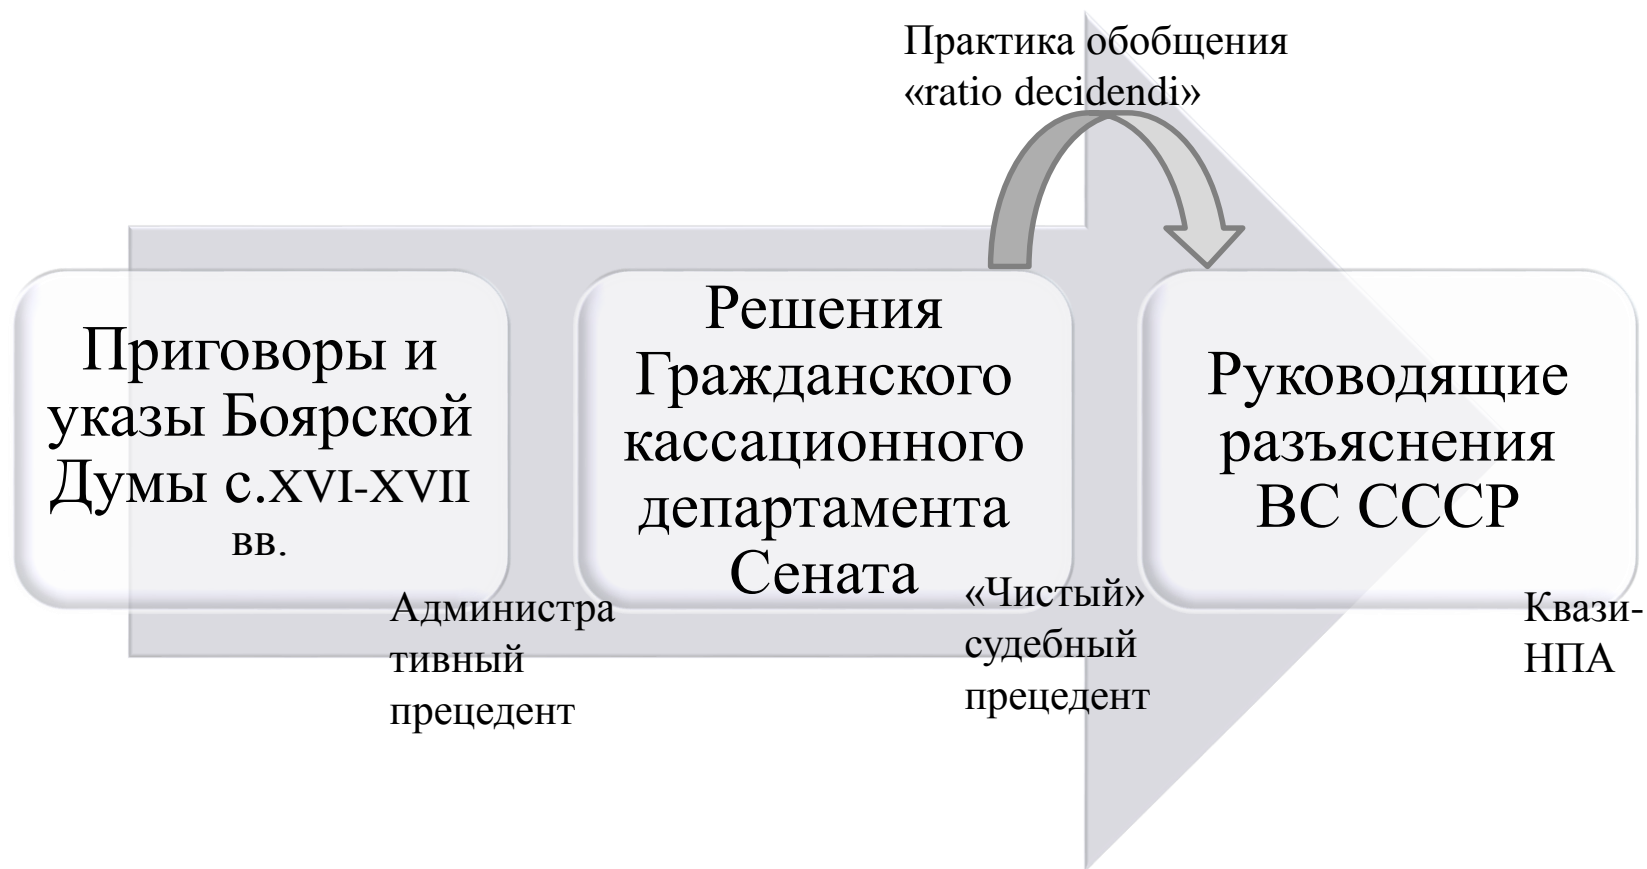 Практика обобщения
«ratio decidendi»
Приговоры и
указы Боярской
Думы с.XVI-XVII
вв.
Администра
тивный
прецедент
Решения
Гражданского
кассационного
департамента
Сената
«Чистый»
судебный
прецедент
Руководящие
разъяснения
ВС СССР
Квази-
НПА